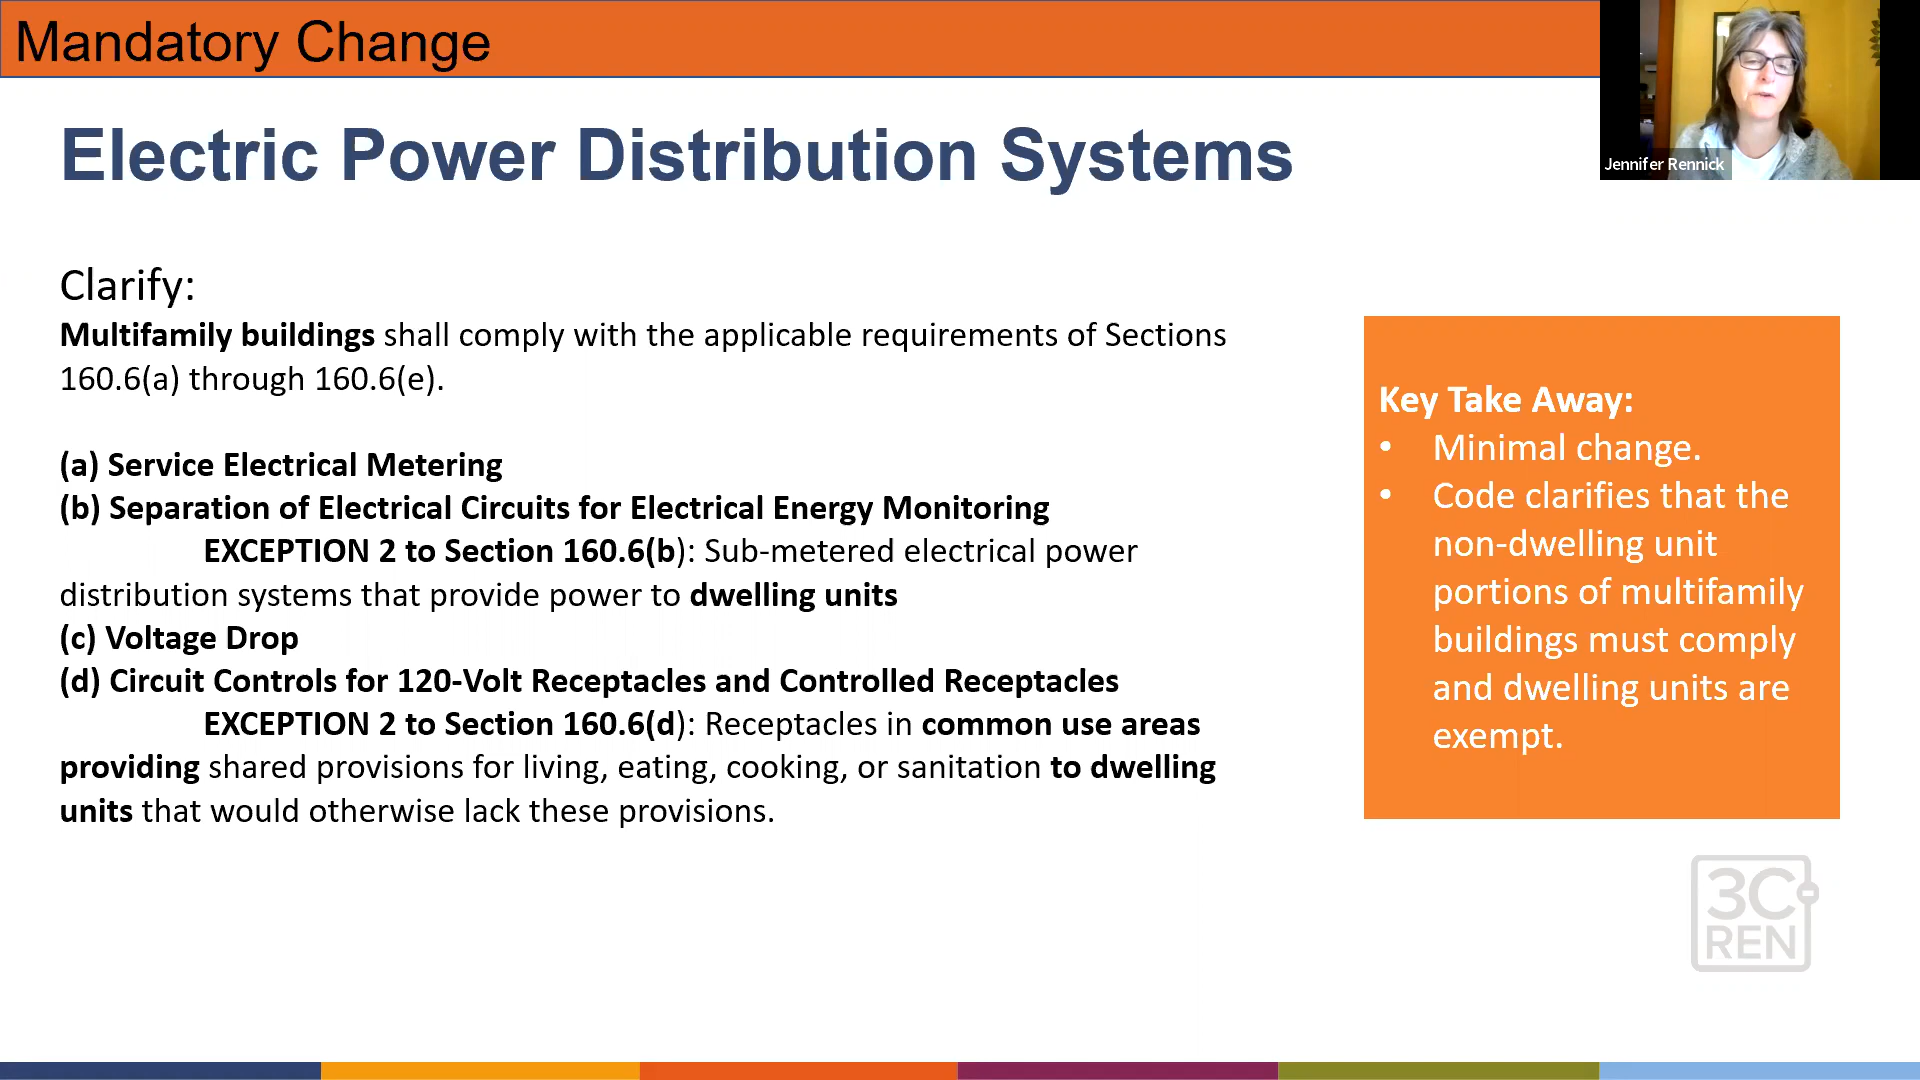 Mandatory Change
Jennifer Rennick
Electric Power Distribution Systems
Clarify:
Multifamily buildings shall comply with the applicable requirements of Sections
160.6(a) through 160.6(e).
(a) Service Electrical Metering
(b) Separation of Electrical Circuits for Electrical Energy Monitoring
EXCEPTION 2 to Section 160.6(b): Sub-metered electrical power
distribution systems that provide power to dwelling units
(c) Voltage Drop
(d) Circuit Controls for 120-Volt Receptacles and Controlled Receptacles
EXCEPTION 2 to Section 160.6(d): Receptacles in common use areas
providing shared provisions for living, eating, cooking, or sanitation to dwelling
units that would otherwise lack these provisions.
Key Take Away:
• Minimal change.
• Code clarifies that the
non-dwelling unit
portions of multifamily
buildings must comply
and dwelling units are
exempt.
3C
REN